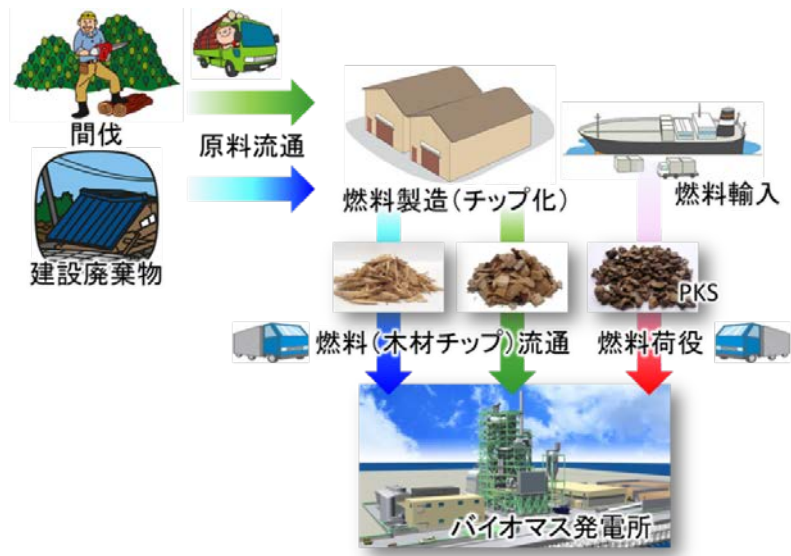 間伐
原料流通
建設廃棄物
燃料製造(チップ化)
燃料輸入
PKS
燃料(木材チップ)流通
燃料荷役
バイオマス発電所